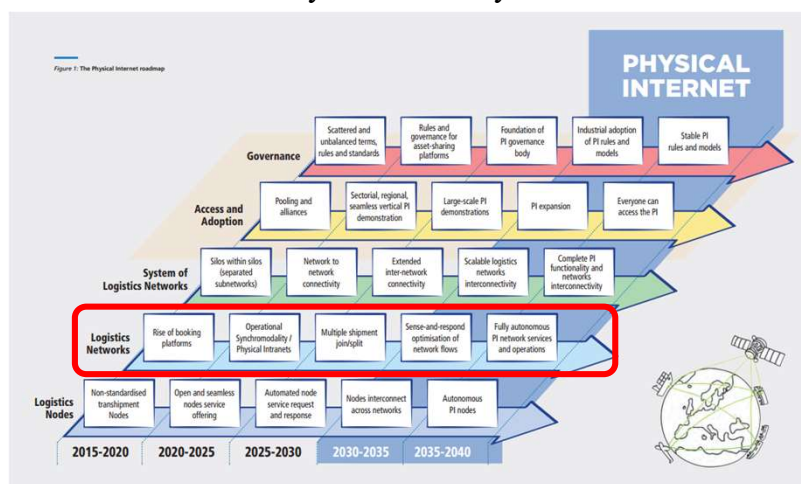 Figure 1: The Physical Internet roadmap
PHYSICAL
INTERNET
Governance
Scattered and
unbalanced terms,
rules and standards
Rules and
governance for
asset-sharing
platforms
Foundation of
PI governance
body
Industrial adoption
of PI rules and
models
Stable PI
rules and models
Access and
Adoption
Pooling and
alliances
Sectorial, regional,
seamless vertical PI
demonstration
Large-scale PI
demonstrations
PI expansion
Everyone can
access the PI
System of
Logistics Networks
Silos within silos
(separated
subnetworks)
Network to
network
connectivity
Extended
inter-network
connectivity
Scalable logistics
networks
interconnectivity
Complete PI
functionality and
networks
interconnectivity
Logistics
Networks
Rise of booking
platforms
Operational
Synchromodality /
Physical Intranets
Multiple shipment
join/split
Sense-and-respond
optimisation of
network flows
Fully autonomous
PI network services
and operations
Logistics
Nodes
Non-standardised
transhipment
Nodes
Open and seamless
nodes service
offering
Automated node
service request
and response
Nodes interconnect
across networks
Autonomous
PI nodes
2015-2020
2020-2025
2025-2030
2030-2035
2035-2040